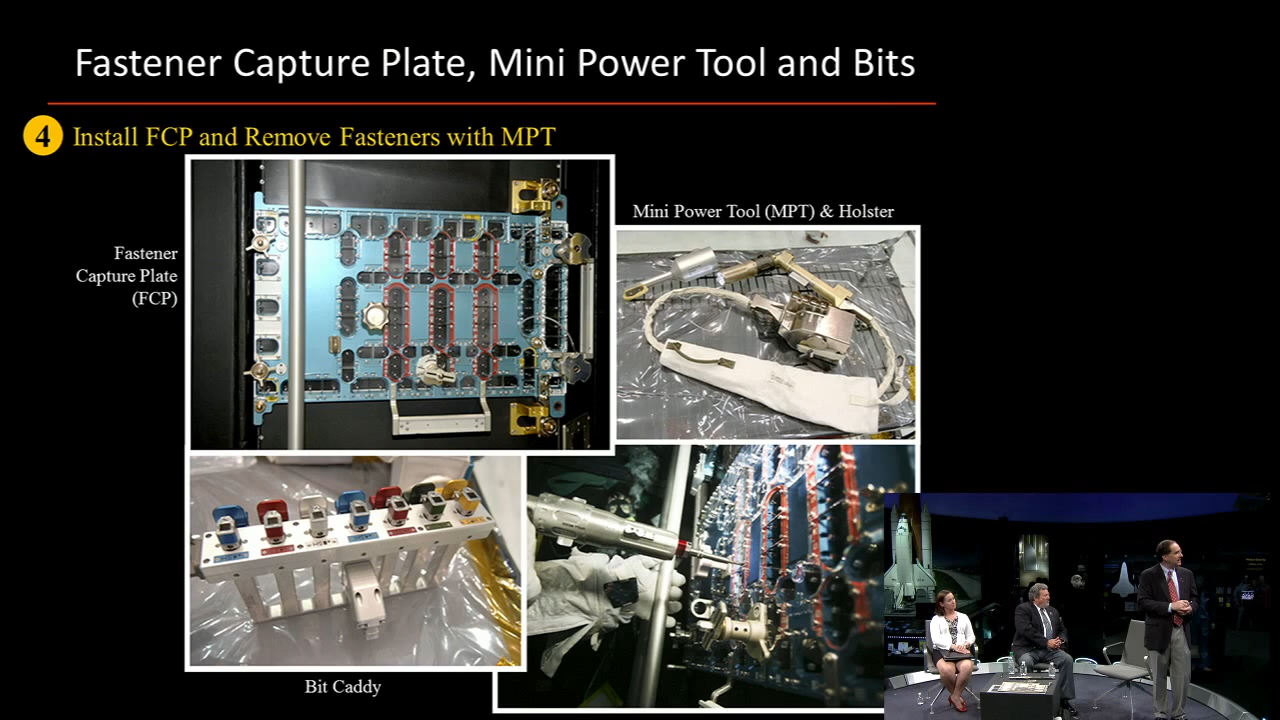 Fastener Capture Plate, Mini Power Tool and Bits
4 Install FCP and Remove Fasteners with MPT
Fastener
Capture Plate
(FCP)
Mini Power Tool (MPT) & Holster
Bit Caddy